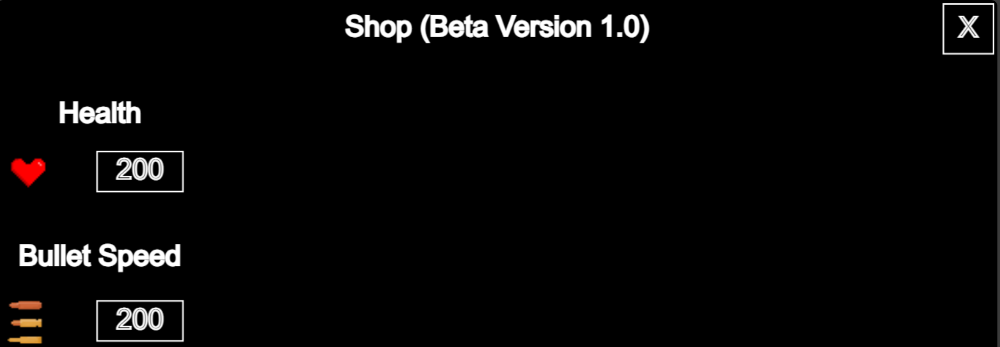 Shop (Beta Version 1.0)
X
Health
200
Bullet Speed
200